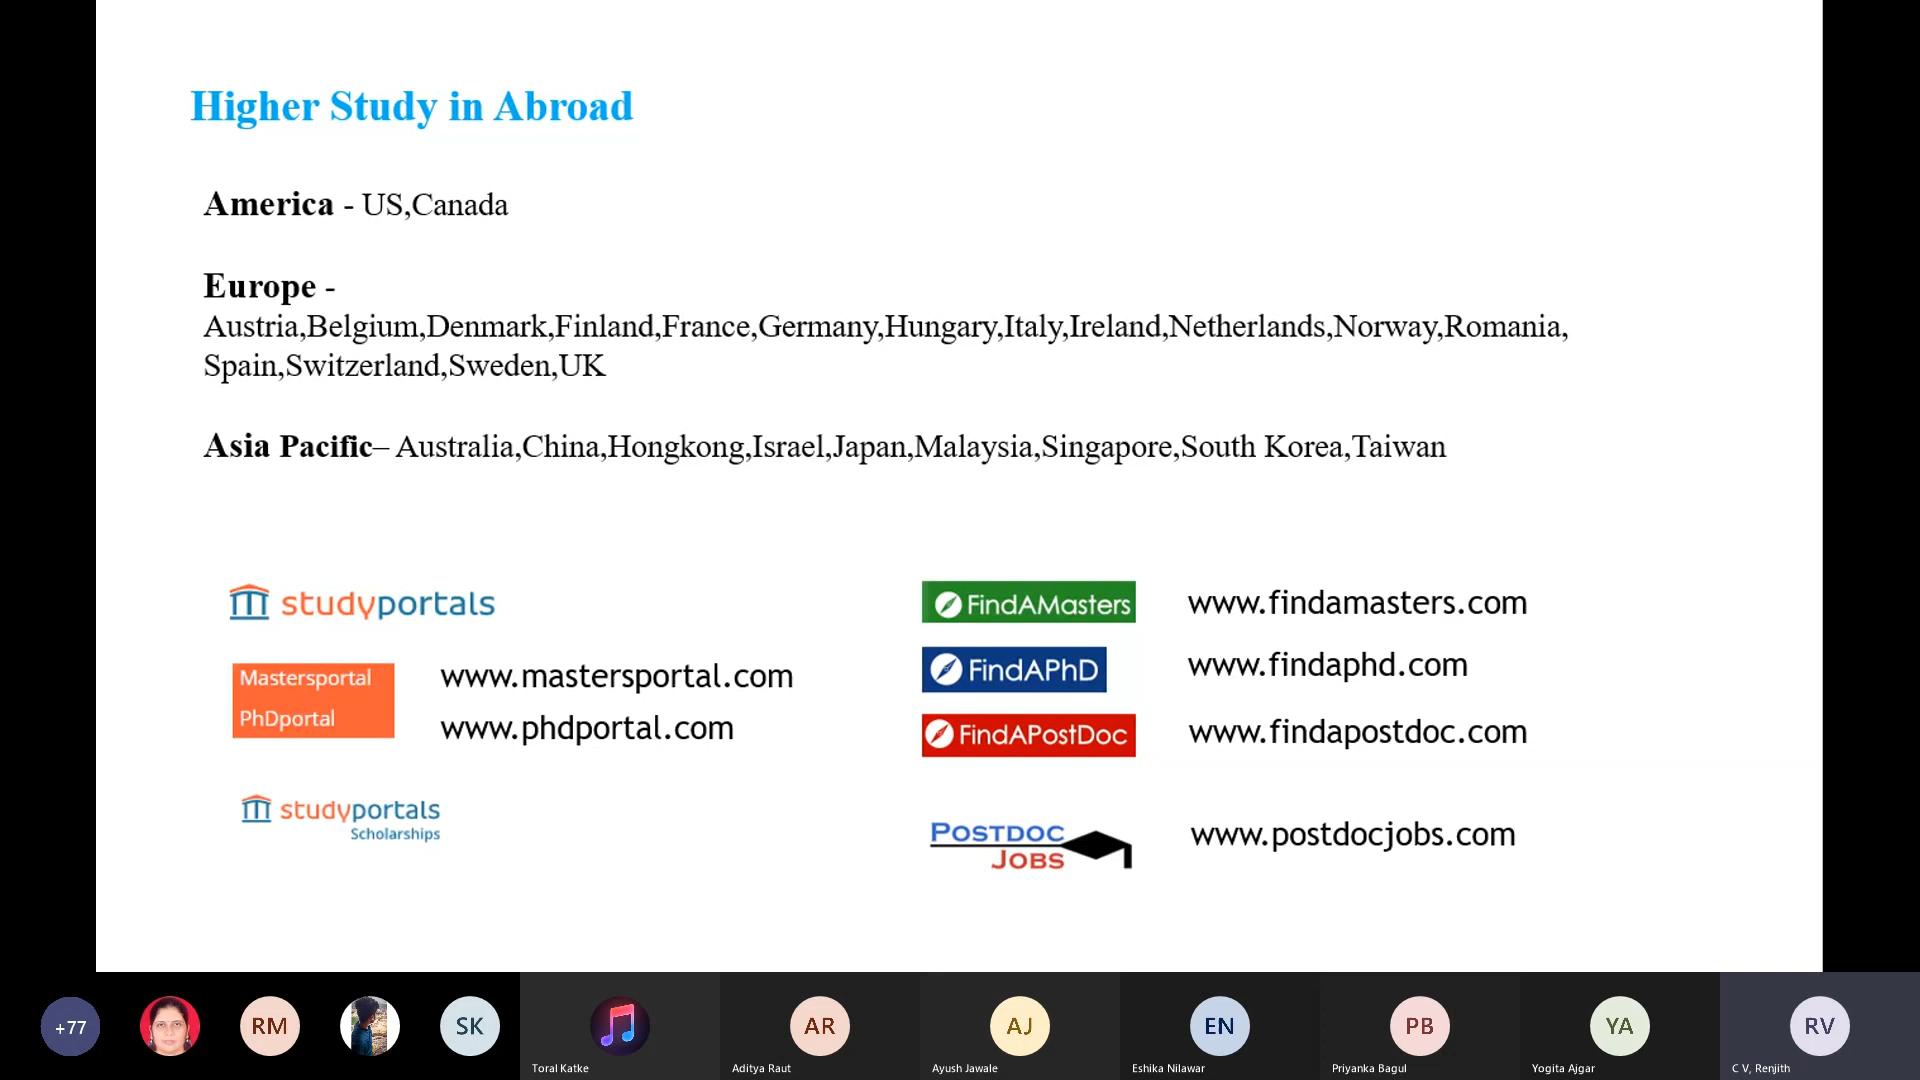 Higher Study in Abroad
America - US,Canada
Europe -
Austria,Belgium,Denmark,Finland,France,Germany,Hungary,Italy,Ireland,Netherlands,Norway,Romania,
Spain,Switzerland,Sweden,UK
Asia Pacific– Australia,China,Hongkong,Israel,Japan,Malaysia,Singapore,South Korea,Taiwan
studyportals
Mastersportal
www.mastersportal.com
PhDportal
www.phdportal.com
studyportals
Scholarships
FindAMasters
www.findamasters.com
FindAPhD
www.findaphd.com
FindAPostDoc
www.findapostdoc.com
POSTDOC
JOBS
www.postdocjobs.com
+77
RM
SK
Toral Katke
AR
Aditya Raut
AJ
Ayush Jawale
EN
Eshika Nilawar
PB
Priyanka Bagul
YA
Yogita Ajgar
RV
C V, Renjith